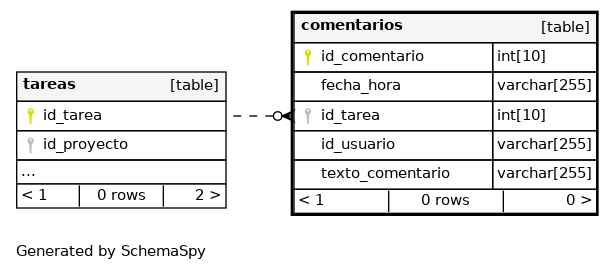 tareas [table]
id_tarea
id_proyecto
...
< 1 0 rows 2 >
comentarios [table]
id_comentario int[10]
fecha_hora varchar[255]
id_tarea int[10]
id_usuario varchar[255]
texto_comentario varchar[255]
< 1 0 rows 0 >
Generated by SchemaSpy